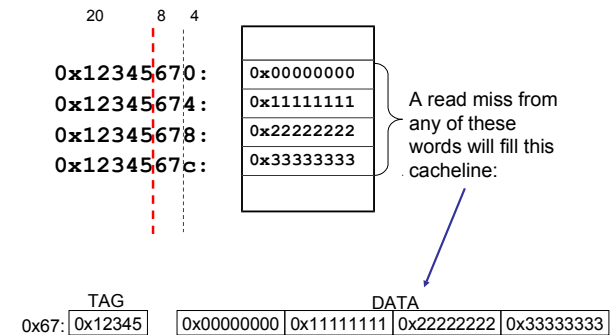 20 8 4
0x12345670: 0x00000000
0x12345674: 0x11111111
0x12345678: 0x22222222
0x1234567c: 0x33333333
A read miss from
any of these
words will fill this
cacheline:
TAG DATA
0x67: 0x12345 0x00000000 0x11111111 0x22222222 0x33333333